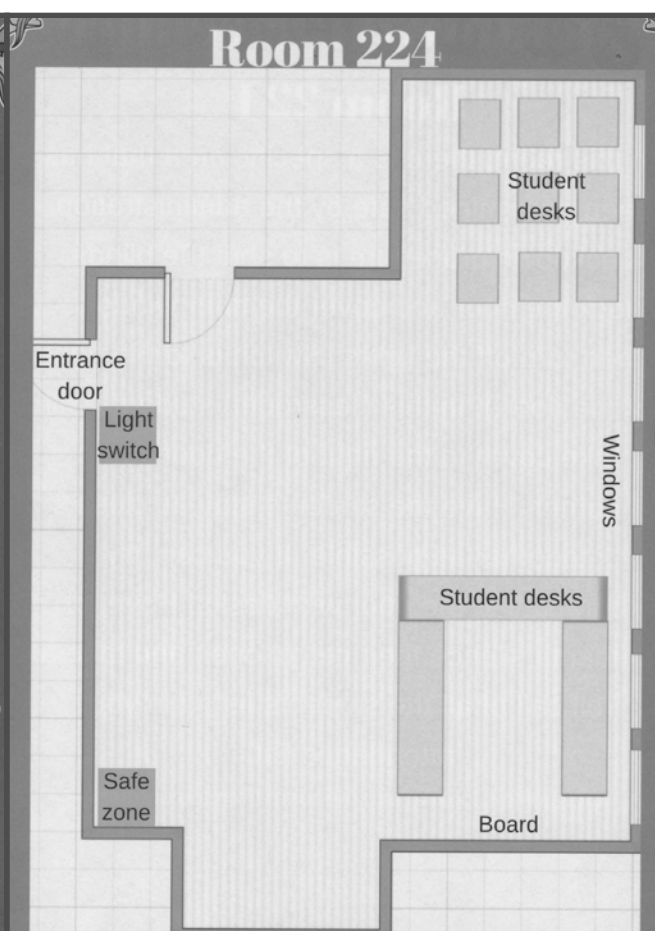 Room 224
Student
desks
Entrance
door
Light
switch
Windows
Student desks
Safe
zone
Board